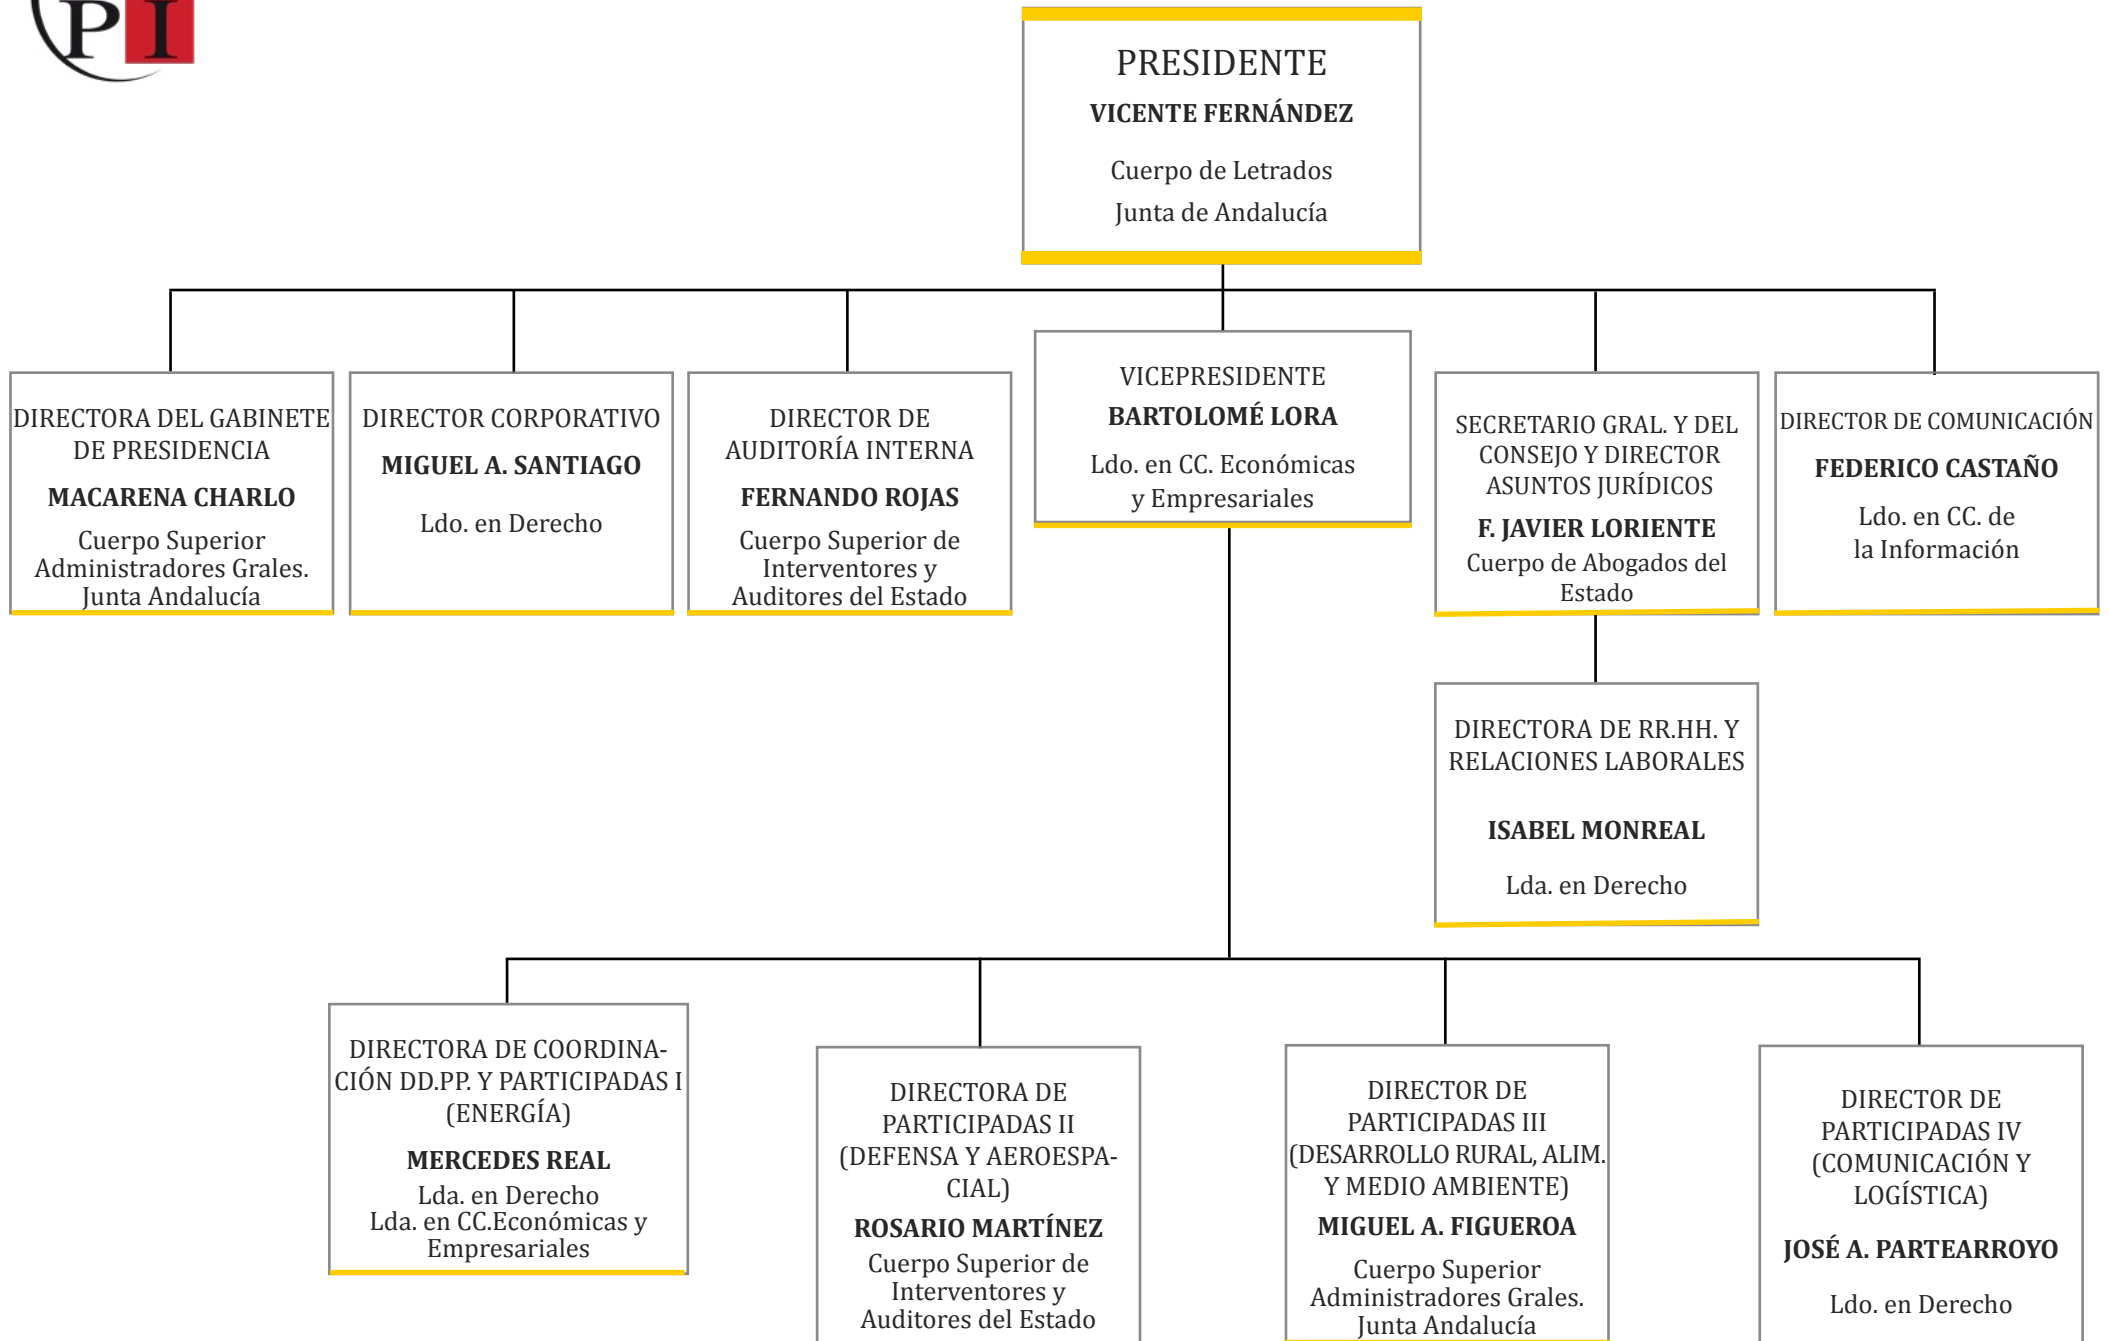 PI
PRESIDENTE
VICENTE FERNÁNDEZ
Cuerpo de Letrados
Junta de Andalucía
DIRECTORA DEL GABINETE
DE PRESIDENCIA
MACARENA CHARLO
Cuerpo Superior
Administradores Grales.
Junta Andalucía
DIRECTOR CORPORATIVO
MIGUEL A. SANTIAGO
Ldo. en Derecho
DIRECTOR DE
AUDITORÍA INTERNA
FERNANDO ROJAS
Cuerpo Superior de
Interventores y
Auditores del Estado
VICEPRESIDENTE
BARTOLOMÉ LORA
Ldo. en CC. Económicas
y Empresariales
SECRETARIO GRAL. Y DEL
CONSEJO Y DIRECTOR
ASUNTOS JURÍDICOS
F. JAVIER LORIENTE
Cuerpo de Abogados del
Estado
DIRECTOR DE COMUNICACIÓN
FEDERICO CASTAÑO
Ldo. en CC. de
la Información
DIRECTORA DE RR.HH. Y
RELACIONES LABORALES
ISABEL MONREAL
Lda. en Derecho
DIRECTORA DE COORDINA-
CIÓN DD.PP. Y PARTICIPADAS I
(ENERGÍA)
MERCEDES REAL
Lda. en Derecho
Lda. en CC.Económicas y
Empresariales
DIRECTORA DE
PARTICIPADAS II
(DEFENSA Y AEROESPA-
CIAL)
ROSARIO MARTÍNEZ
Cuerpo Superior de
Interventores y
Auditores del Estado
DIRECTOR DE
PARTICIPADAS III
(DESARROLLO RURAL, ALIM.
Y MEDIO AMBIENTE)
MIGUEL A. FIGUEROA
Cuerpo Superior
Administradores Grales.
Junta Andalucía
DIRECTOR DE
PARTICIPADAS IV
(COMUNICACIÓN Y
LOGÍSTICA)
JOSÉ A. PARTEARROYO
Ldo. en Derecho